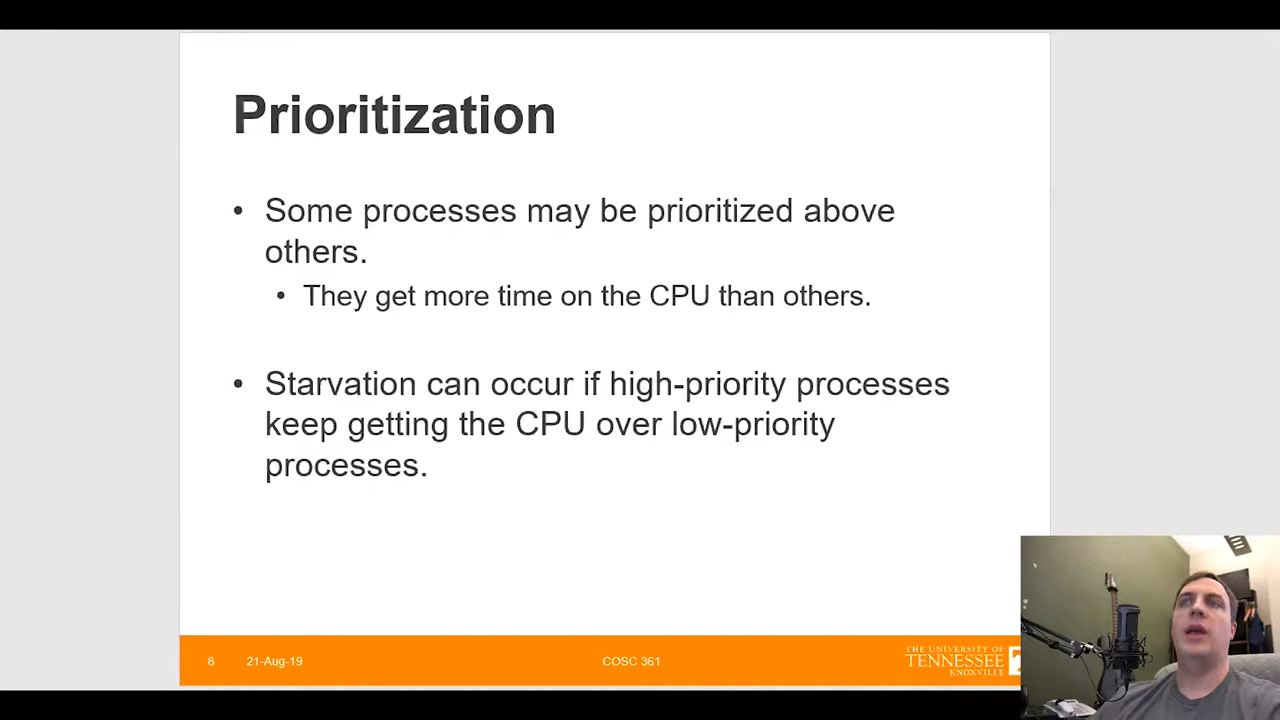 Prioritization
• Some processes may be prioritized above
others.
• They get more time on the CPU than others.
• Starvation can occur if high-priority processes
keep getting the CPU over low-priority
processes.
8 21-Aug-19 COSC 361
THE UNIVERSITY OF
TENNESSEE
KNOXVILLE